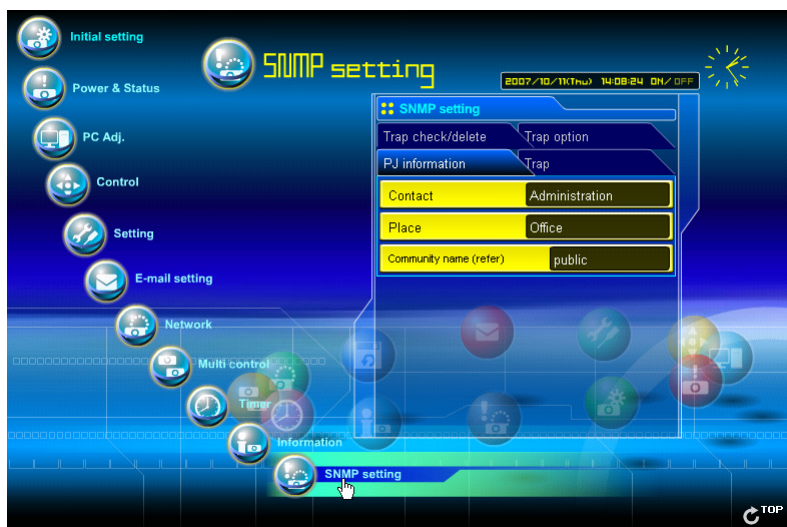 Initial setting
Power & Status
PC Adj.
Control
Setting
E-mail setting
Network
Multi control
Timer
Information
SNMP setting
SNMP setting
2007/10/11(Thu) 14:08:24 ON/OFF
SNMP setting
Trap check/delete Trap option
PJ information Trap
Contact Administration
Place Office
Community name (refer) public
TOP